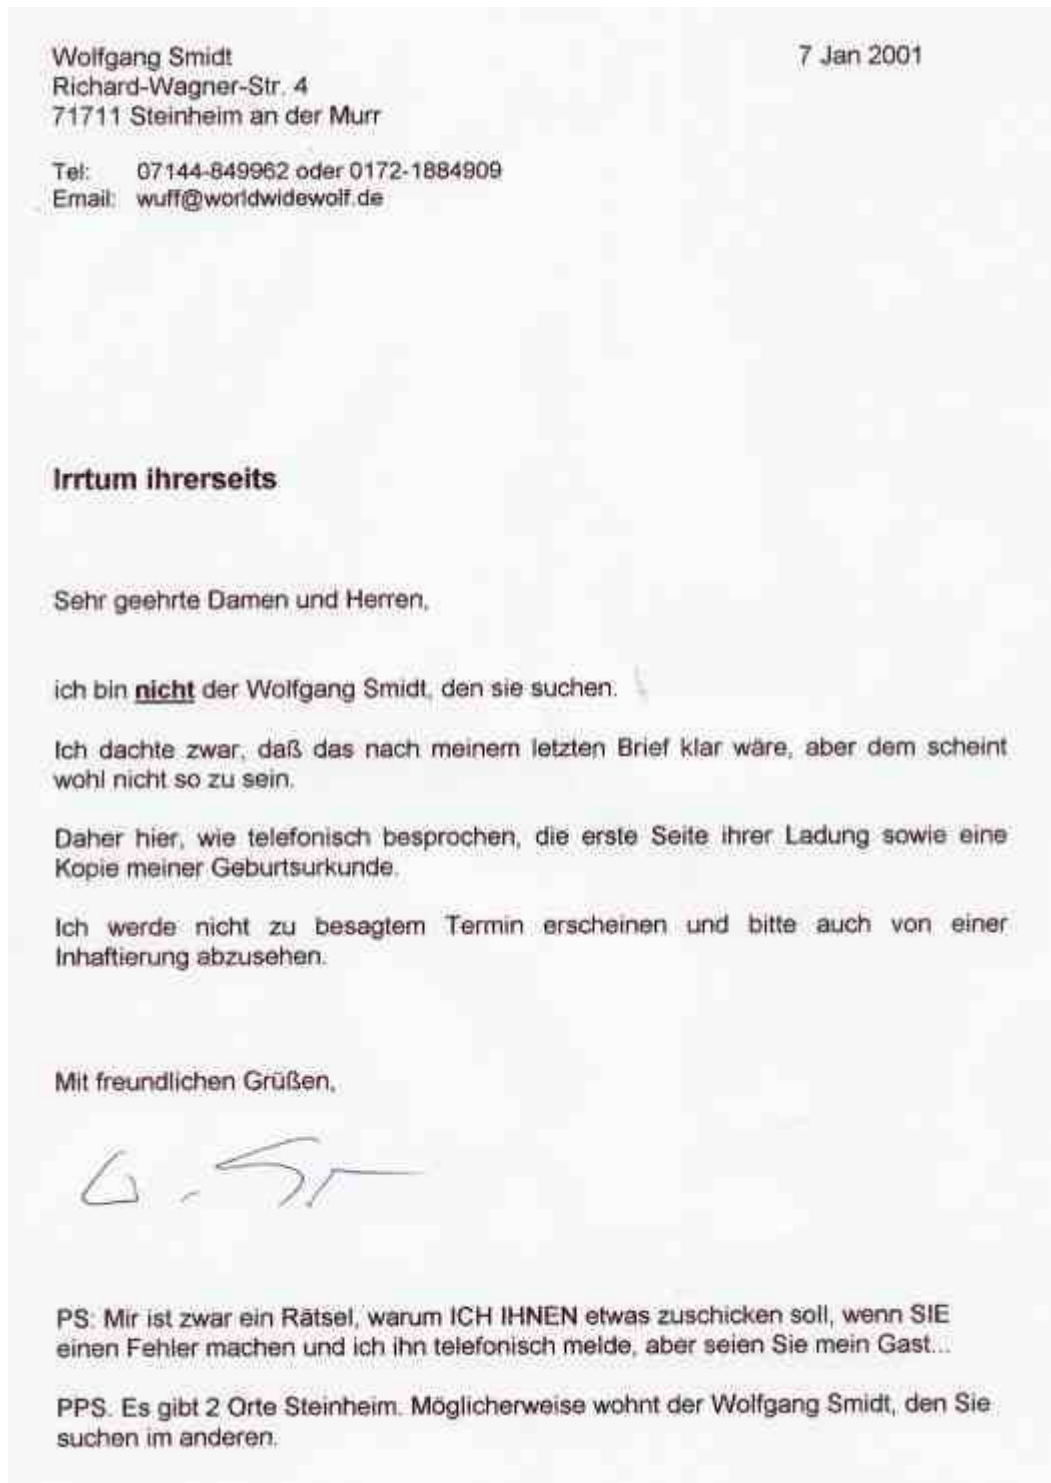 Wolfgang Smidt
7 Jan 2001
Richard-Wagner-Str. 4
71711 Steinheim an der Murr
Tel: 07144-849962 oder 0172-1884909
Email: wuff@worldwidewolf.de
Irrtum ihrerseits
Sehr geehrte Damen und Herren,
ich bin nicht der Wolfgang Smidt, den sie suchen.
Ich dachte zwar, daß das nach meinem letzten Brief klar wäre, aber dem scheint
wohl nicht so zu sein.
Daher hier, wie telefonisch besprochen, die erste Seite ihrer Ladung sowie eine
Kopie meiner Geburtsurkunde.
Ich werde nicht zu besagtem Termin erscheinen und bitte auch von einer
Inhaftierung abzusehen.
Mit freundlichen Grüßen,
PS: Mir ist zwar ein Rätsel, warum ICH IHNEN etwas zuschicken soll, wenn SIE
einen Fehler machen und ich ihn telefonisch melde, aber seien Sie mein Gast...
PPS. Es gibt 2 Orte Steinheim. Möglicherweise wohnt der Wolfgang Smidt, den Sie
suchen im anderen.